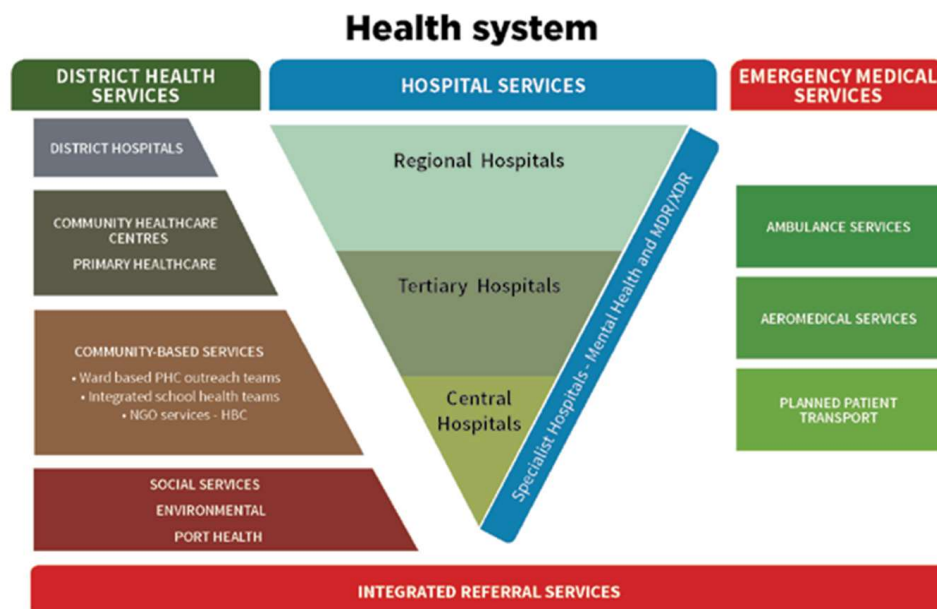 Health system
DISTRICT HEALTH
SERVICES
HOSPITAL SERVICES
EMERGENCY MEDICAL
SERVICES
DISTRICT HOSPITALS
COMMUNITY HEALTHCARE
CENTRES
PRIMARY HEALTHCARE
COMMUNITY-BASED SERVICES
• Ward based PHC outreach teams
• Integrated school health teams
• NGO services - HBC
SOCIAL SERVICES
ENVIRONMENTAL
PORT HEALTH
Regional Hospitals
Tertiary Hospitals
Central
Hospitals
Specialist Hospitals - Mental Health and MDR/XDR
AMBULANCE SERVICES
AEROMEDICAL SERVICES
PLANNED PATIENT
TRANSPORT
INTEGRATED REFERRAL SERVICES